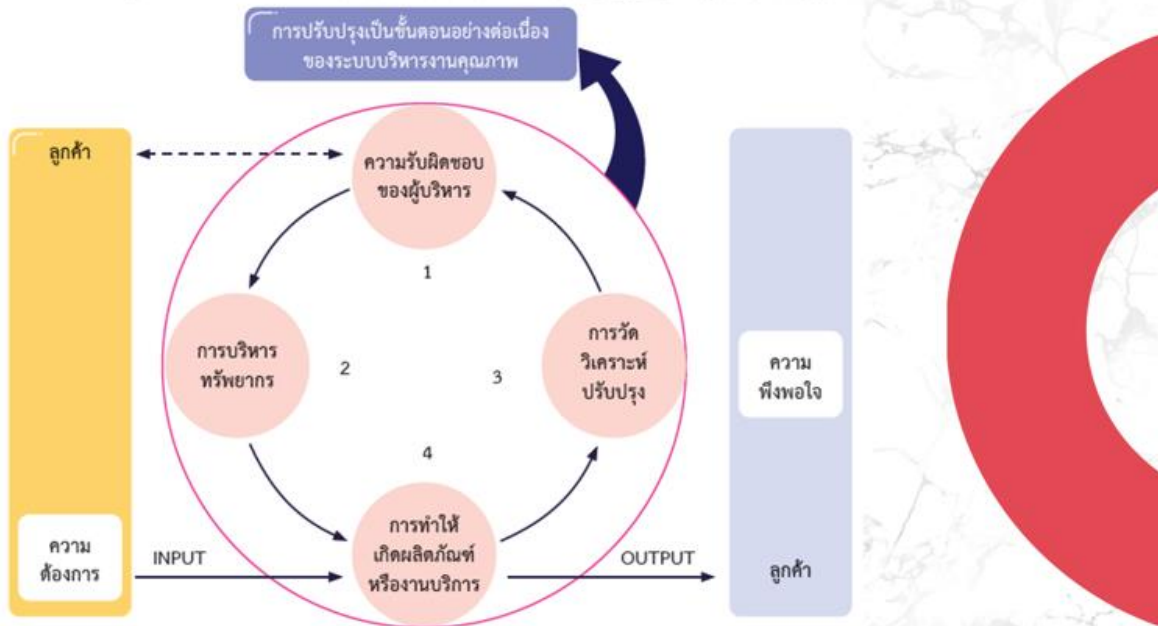 การปรับปรุงเป็นขั้นตอนอย่างต่อเนื่อง
ของระบบบริหารงานคุณภาพ
ลูกค้า
ความรับผิดชอบ
ของผู้บริหาร
1
การบริหาร
ทรัพยากร
2
3
การวัด
วิเคราะห์
ปรับปรุง
ความ
พึงพอใจ
4
ความ
ต้องการ
INPUT
การทำให้
เกิดผลิตภัณฑ์
หรืองานบริการ
OUTPUT
ลูกค้า